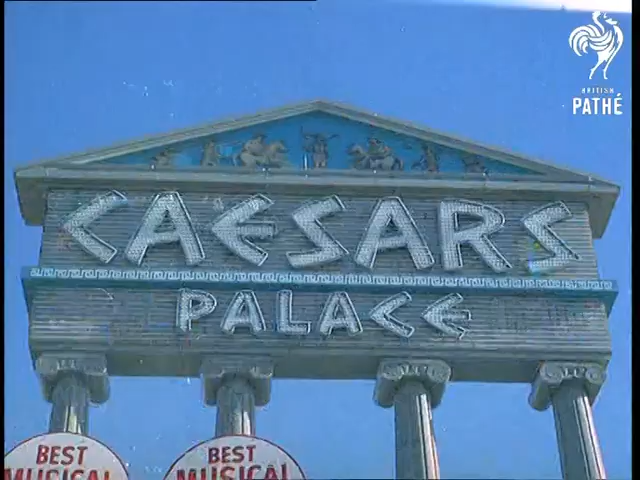 BRITISH
PATHÉ
CAESARS
PALACE
BEST
MUSICAL
BEST
MUSICAL